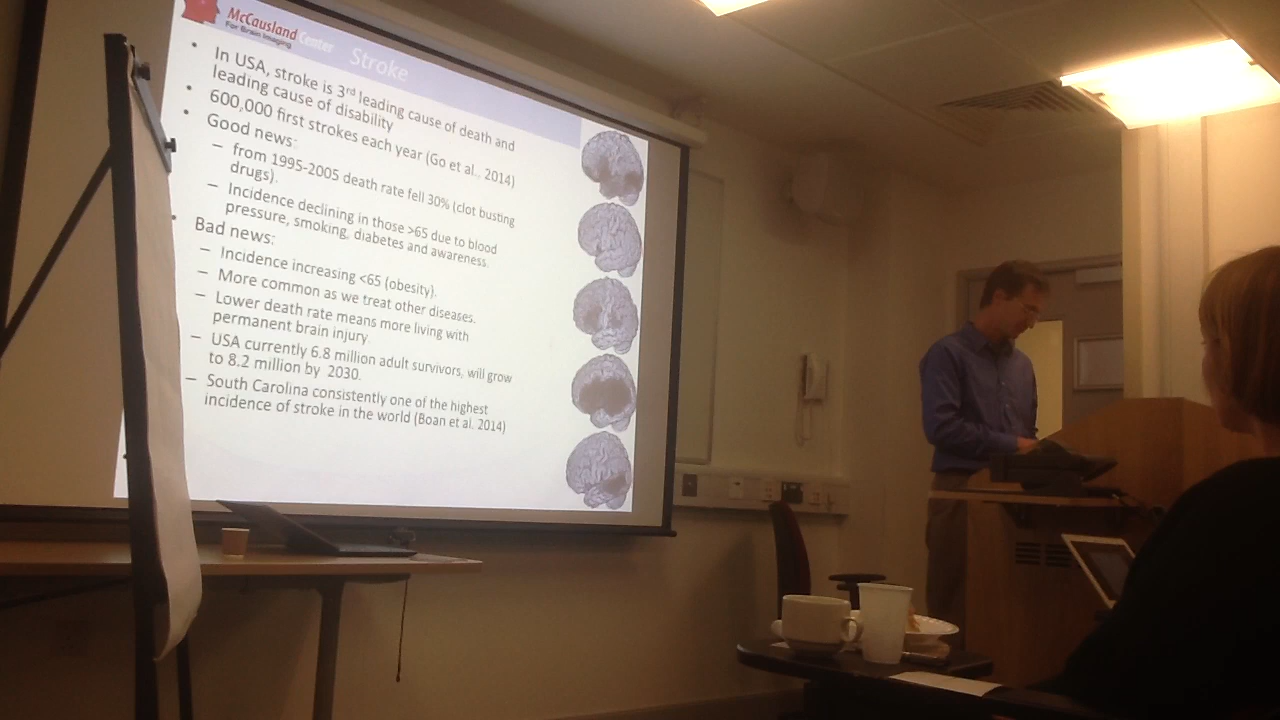 McCausland Center
For Brain Imaging
Stroke
In USA, stroke is 3rd leading cause of death and
leading cause of disability
600,000 first strokes each year (Go et al., 2014)
Good news:
– from 1995-2005 death rate fell 30% (clot busting
drugs).
– Incidence declining in those >65 due to blood
pressure, smoking, diabetes and awareness.
Bad news:
– Incidence increasing <65 (obesity).
– More common as we treat other diseases.
– Lower death rate means more living with
permanent brain injury.
– USA currently 6.8 million adult survivors, will grow
to 8.2 million by 2030.
– South Carolina consistently one of the highest
incidence of stroke in the world (Boan et al. 2014)